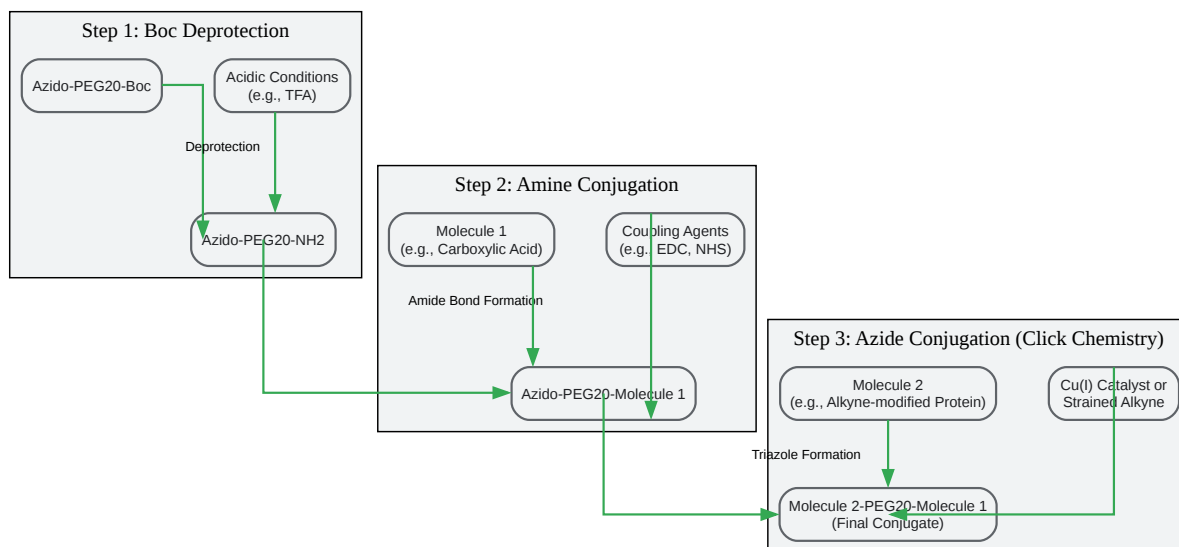 Step 1: Boc Deprotection
Azido-PEG20-Boc
Acidic Conditions
(e.g., TFA)
Deprotection
Azido-PEG20-NH2
Step 2: Amine Conjugation
Molecule 1
(e.g., Carboxylic Acid)
Coupling Agents
(e.g., EDC, NHS)
Amide Bond Formation
Azido-PEG20-Molecule 1
Step 3: Azide Conjugation (Click Chemistry)
Molecule 2
(e.g., Alkyne-modified Protein)
Cu(I) Catalyst or
Strained Alkyne
Triazole Formation
Molecule 2-PEG20-Molecule 1
(Final Conjugate)